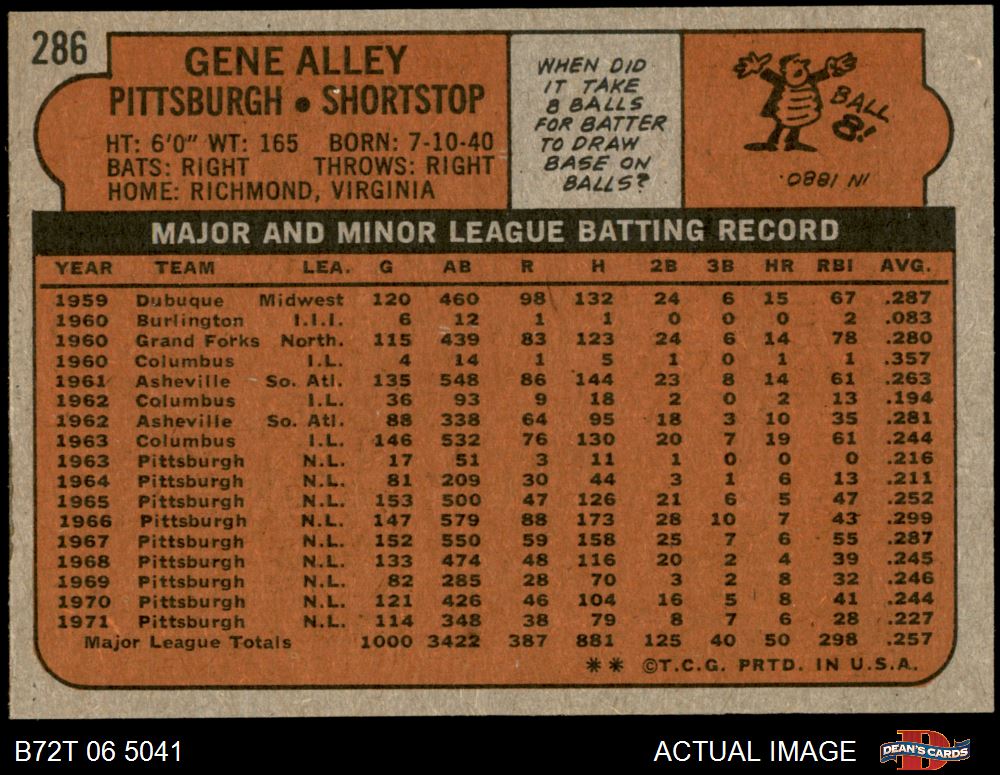 286
GENE ALLEY
PITTSBURGH • SHORTSTOP
HT: 6'0" WT: 165 BORN: 7-10-40
BATS: RIGHT THROWS: RIGHT
HOME: RICHMOND, VIRGINIA
WHEN DID
IT TAKE
8 BALLS
FOR BATTER
TO DRAW
BASE ON
BALLS?
BALL
8!
IN 1880.
MAJOR AND MINOR LEAGUE BATTING RECORD
YEAR TEAM LEA. G AB R H 2B 3B HR RBI AVG.
1959 Dubuque Midwest 120 460 98 132 24 6 15 67 .287
1960 Burlington I.I.I. 6 12 1 1 0 0 0 2 .083
1960 Grand Forks North. 115 439 83 123 24 6 14 78 .280
1960 Columbus I.L. 4 14 1 5 1 0 1 1 .357
1961 Asheville So. Atl. 135 548 86 144 23 8 14 61 .263
1962 Columbus I.L. 36 93 9 18 2 0 2 13 .194
1962 Asheville So. Atl. 88 338 64 95 18 3 10 35 .281
1963 Columbus I.L. 146 532 76 130 20 7 19 61 .244
1963 Pittsburgh N.L. 17 51 3 11 1 0 0 0 .216
1964 Pittsburgh N.L. 81 209 30 44 3 1 6 13 .211
1965 Pittsburgh N.L. 153 500 47 126 21 6 5 47 .252
1966 Pittsburgh N.L. 147 579 88 173 28 10 7 43 .299
1967 Pittsburgh N.L. 152 550 59 158 25 7 6 55 .287
1968 Pittsburgh N.L. 133 474 48 116 20 2 4 39 .245
1969 Pittsburgh N.L. 82 285 28 70 3 2 8 32 .246
1970 Pittsburgh N.L. 121 426 46 104 16 5 8 41 .244
1971 Pittsburgh N.L. 114 348 38 79 8 7 6 28 .227
Major League Totals 1000 3422 387 881 125 40 50 298 .257
** ©T.C.G. PRTD. IN U.S.A.
B72T 06 5041
ACTUAL IMAGE
D
DEAN'S CARDS